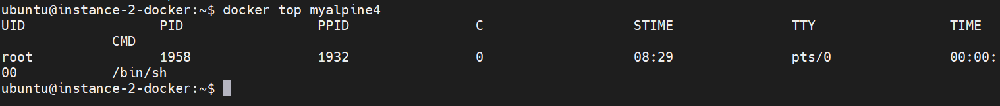 ubuntu@instance-2-docker:~$ docker top myalpine4
UID                 PID                 PPID                C                   STIME               TTY                 TIME
              CMD
root                1958                1932                0                   08:29               pts/0               00:00:
00            /bin/sh
ubuntu@instance-2-docker:~$